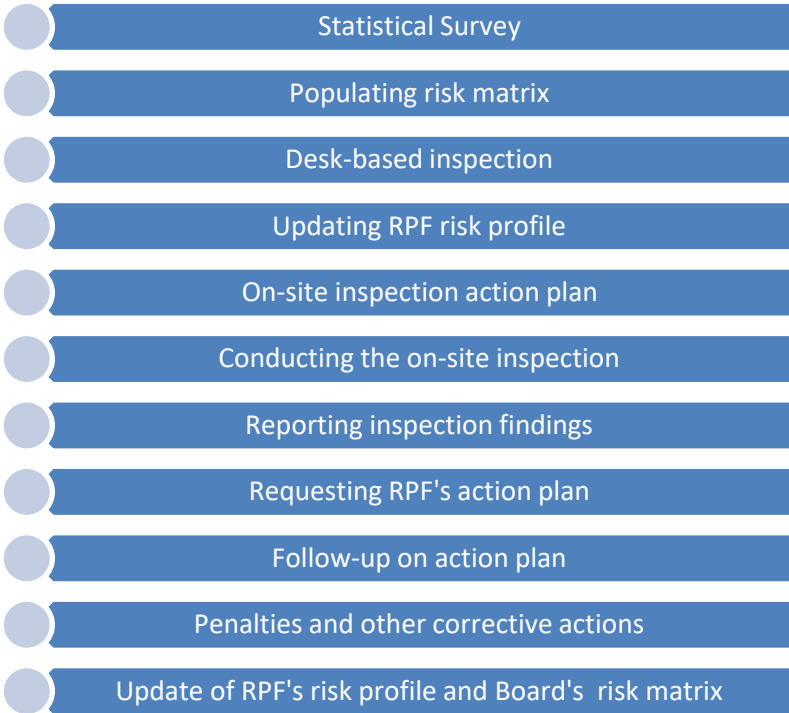 Statistical Survey
Populating risk matrix
Desk-based inspection
Updating RPF risk profile
On-site inspection action plan
Conducting the on-site inspection
Reporting inspection findings
Requesting RPF's action plan
Follow-up on action plan
Penalties and other corrective actions
Update of RPF's risk profile and Board's risk matrix